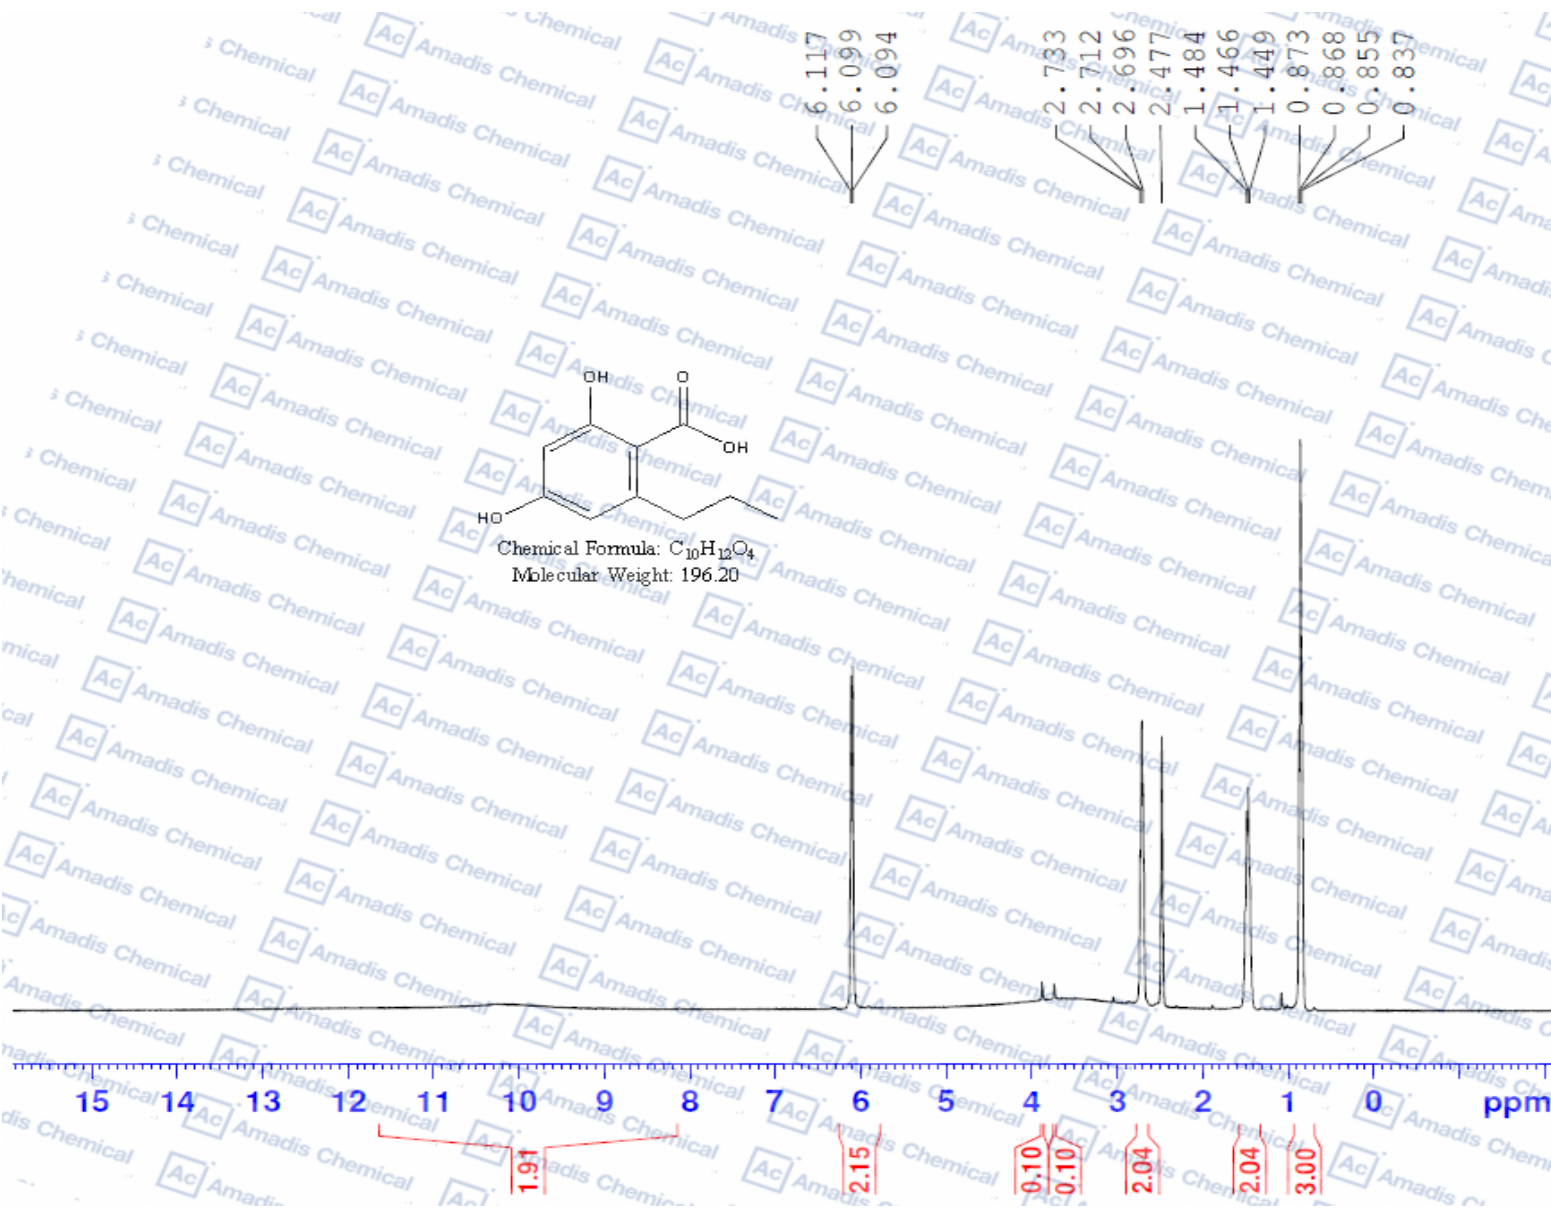 6.117
6.099
6.094
2.733
2.712
2.696
2.477
1.484
1.466
1.449
0.873
0.868
0.855
0.837
OH
O
OH
HO
Chemical Formula: C₁₀H₁₂O₄
Molecular Weight: 196.20
15 14 13 12 11 10 9 8 7 6 5 4 3 2 1 0 ppm
1.91
2.15
0.10
0.10
2.04
2.04
3.00
Ac Amadis Chemical